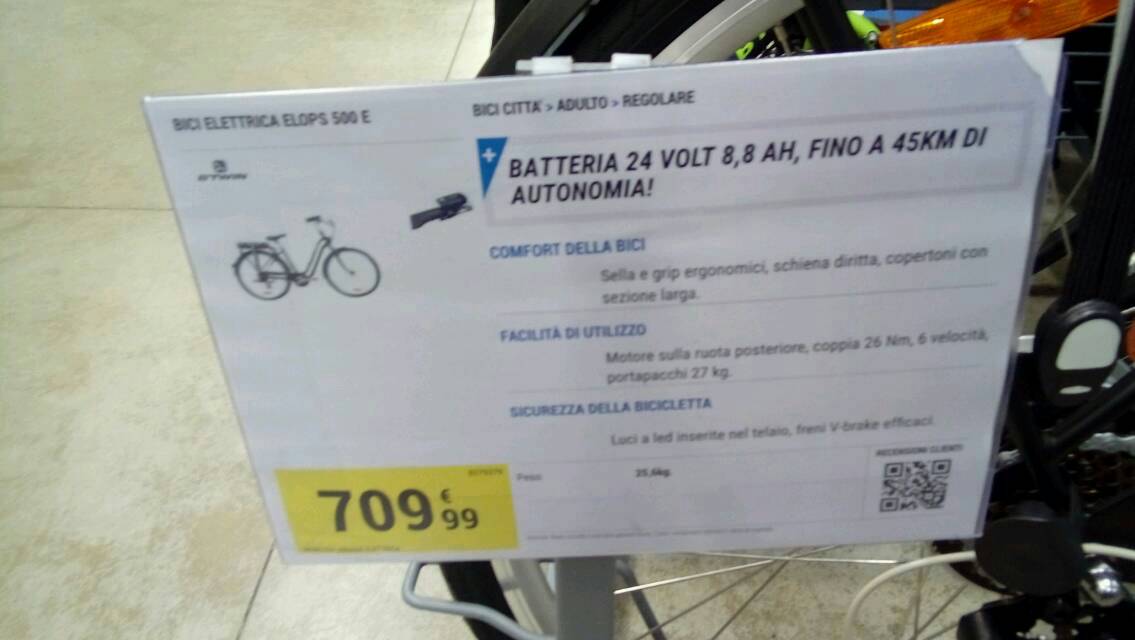 BICI ELETTRICA ELOPS 500 E
BICI CITTA' > ADULTO > REGOLARE
BTWIN
BATTERIA 24 VOLT 8,8 AH, FINO A 45KM DI
AUTONOMIA!
COMFORT DELLA BICI
Sella e grip ergonomici, schiena diritta, copertoni con
sezione larga.
FACILITÀ DI UTILIZZO
Motore sulla ruota posteriore, coppia 26 Nm, 6 velocità,
portapacchi 27 kg.
SICUREZZA DELLA BICICLETTA
Luci a led inserite nel telaio, freni V-brake efficaci.
Peso
25,6kg.
RECENSIONI CLIENTI
709 € 99